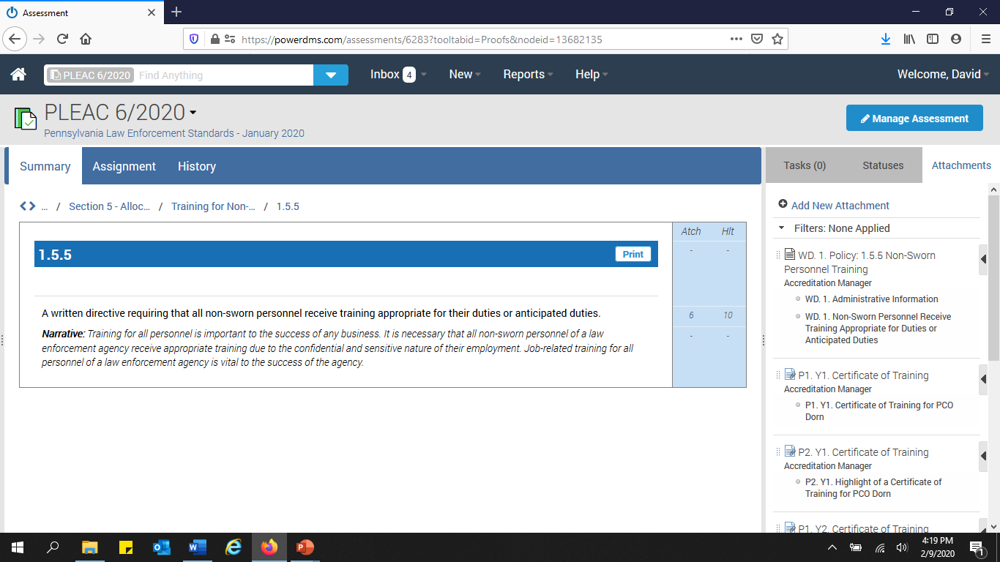 Assessment
https://powerdms.com/assessments/6283?tooltabid=Proofs&nodeid=13682135
PLEAC 6/2020 Find Anything
Inbox 4 New Reports Help Welcome, David
PLEAC 6/2020
Pennsylvania Law Enforcement Standards - January 2020
Manage Assessment
Summary Assignment History
Tasks (0) Statuses Attachments
... / Section 5 - Alloc... / Training for Non-... / 1.5.5
Atch Hlt
1.5.5 Print
- -
A written directive requiring that all non-sworn personnel receive training appropriate for their duties or anticipated duties.
6 10
Narrative: Training for all personnel is important to the success of any business. It is necessary that all non-sworn personnel of a law
enforcement agency receive appropriate training due to the confidential and sensitive nature of their employment. Job-related training for all
personnel of a law enforcement agency is vital to the success of the agency.
- -
Add New Attachment
Filters: None Applied
WD. 1. Policy: 1.5.5 Non-Sworn
Personnel Training
Accreditation Manager
WD. 1. Administrative Information
WD. 1. Non-Sworn Personnel Receive
Training Appropriate for Duties or
Anticipated Duties
P1. Y1. Certificate of Training
Accreditation Manager
P1. Y1. Certificate of Training for PCO
Dorn
P2. Y1. Certificate of Training
Accreditation Manager
P2. Y1. Highlight of a Certificate of
Training for PCO Dorn
P1. Y2. Certificate of Training
4:19 PM
2/9/2020
1